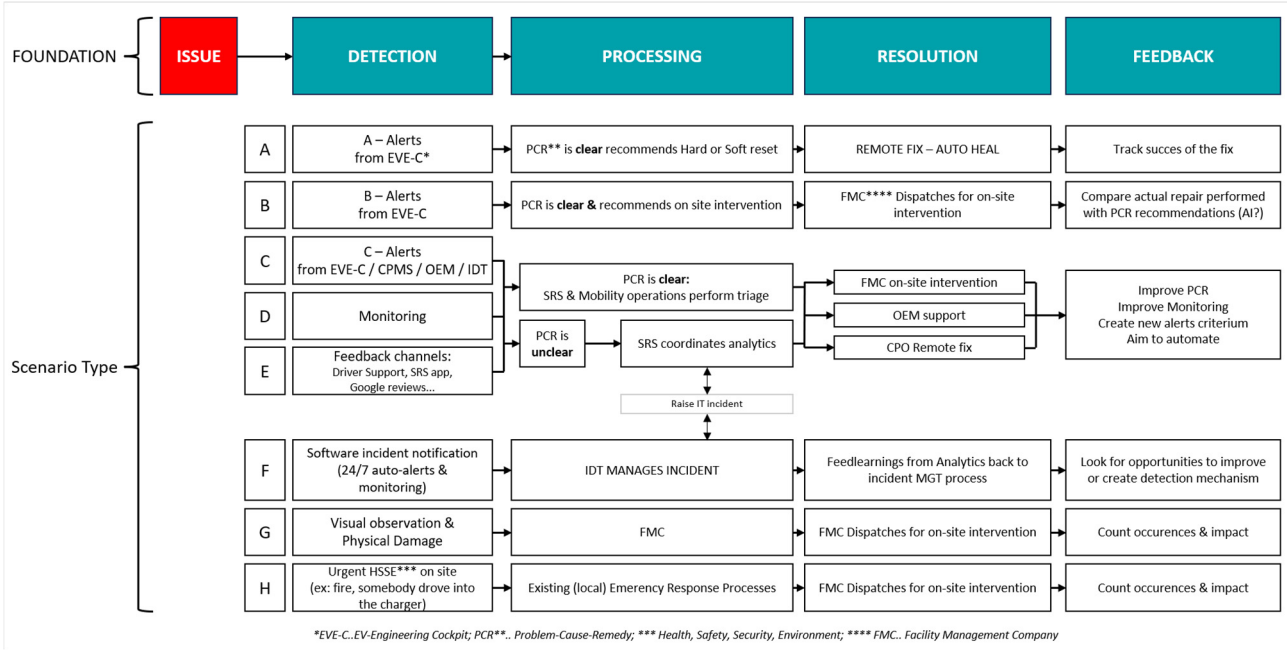 FOUNDATION
ISSUE
DETECTION
PROCESSING
RESOLUTION
FEEDBACK
Scenario Type
A
A – Alerts
from EVE-C*
PCR** is clear recommends Hard or Soft reset
REMOTE FIX – AUTO HEAL
Track succes of the fix
B
B – Alerts
from EVE-C
PCR is clear & recommends on site intervention
FMC**** Dispatches for on-site
intervention
Compare actual repair performed
with PCR recommendations (AI?)
C
C – Alerts
from EVE-C / CPMS / OEM / IDT
D
Monitoring
E
Feedback channels:
Driver Support, SRS app,
Google reviews...
PCR is clear:
SRS & Mobility operations perform triage
PCR is
unclear
SRS coordinates analytics
Raise IT incident
FMC on-site intervention
OEM support
CPO Remote fix
Improve PCR
Improve Monitoring
Create new alerts criterium
Aim to automate
F
Software incident notification
(24/7 auto-alerts &
monitoring)
IDT MANAGES INCIDENT
Feedlearnings from Analytics back to
incident MGT process
Look for opportunities to improve
or create detection mechanism
G
Visual observation &
Physical Damage
FMC
FMC Dispatches for on-site intervention
Count occurences & impact
H
Urgent HSSE*** on site
(ex: fire, somebody drove into
the charger)
Existing (local) Emerency Response Processes
FMC Dispatches for on-site intervention
Count occurences & impact
*EVE-C..EV-Engineering Cockpit; PCR**.. Problem-Cause-Remedy; *** Health, Safety, Security, Environment; **** FMC.. Facility Management Company